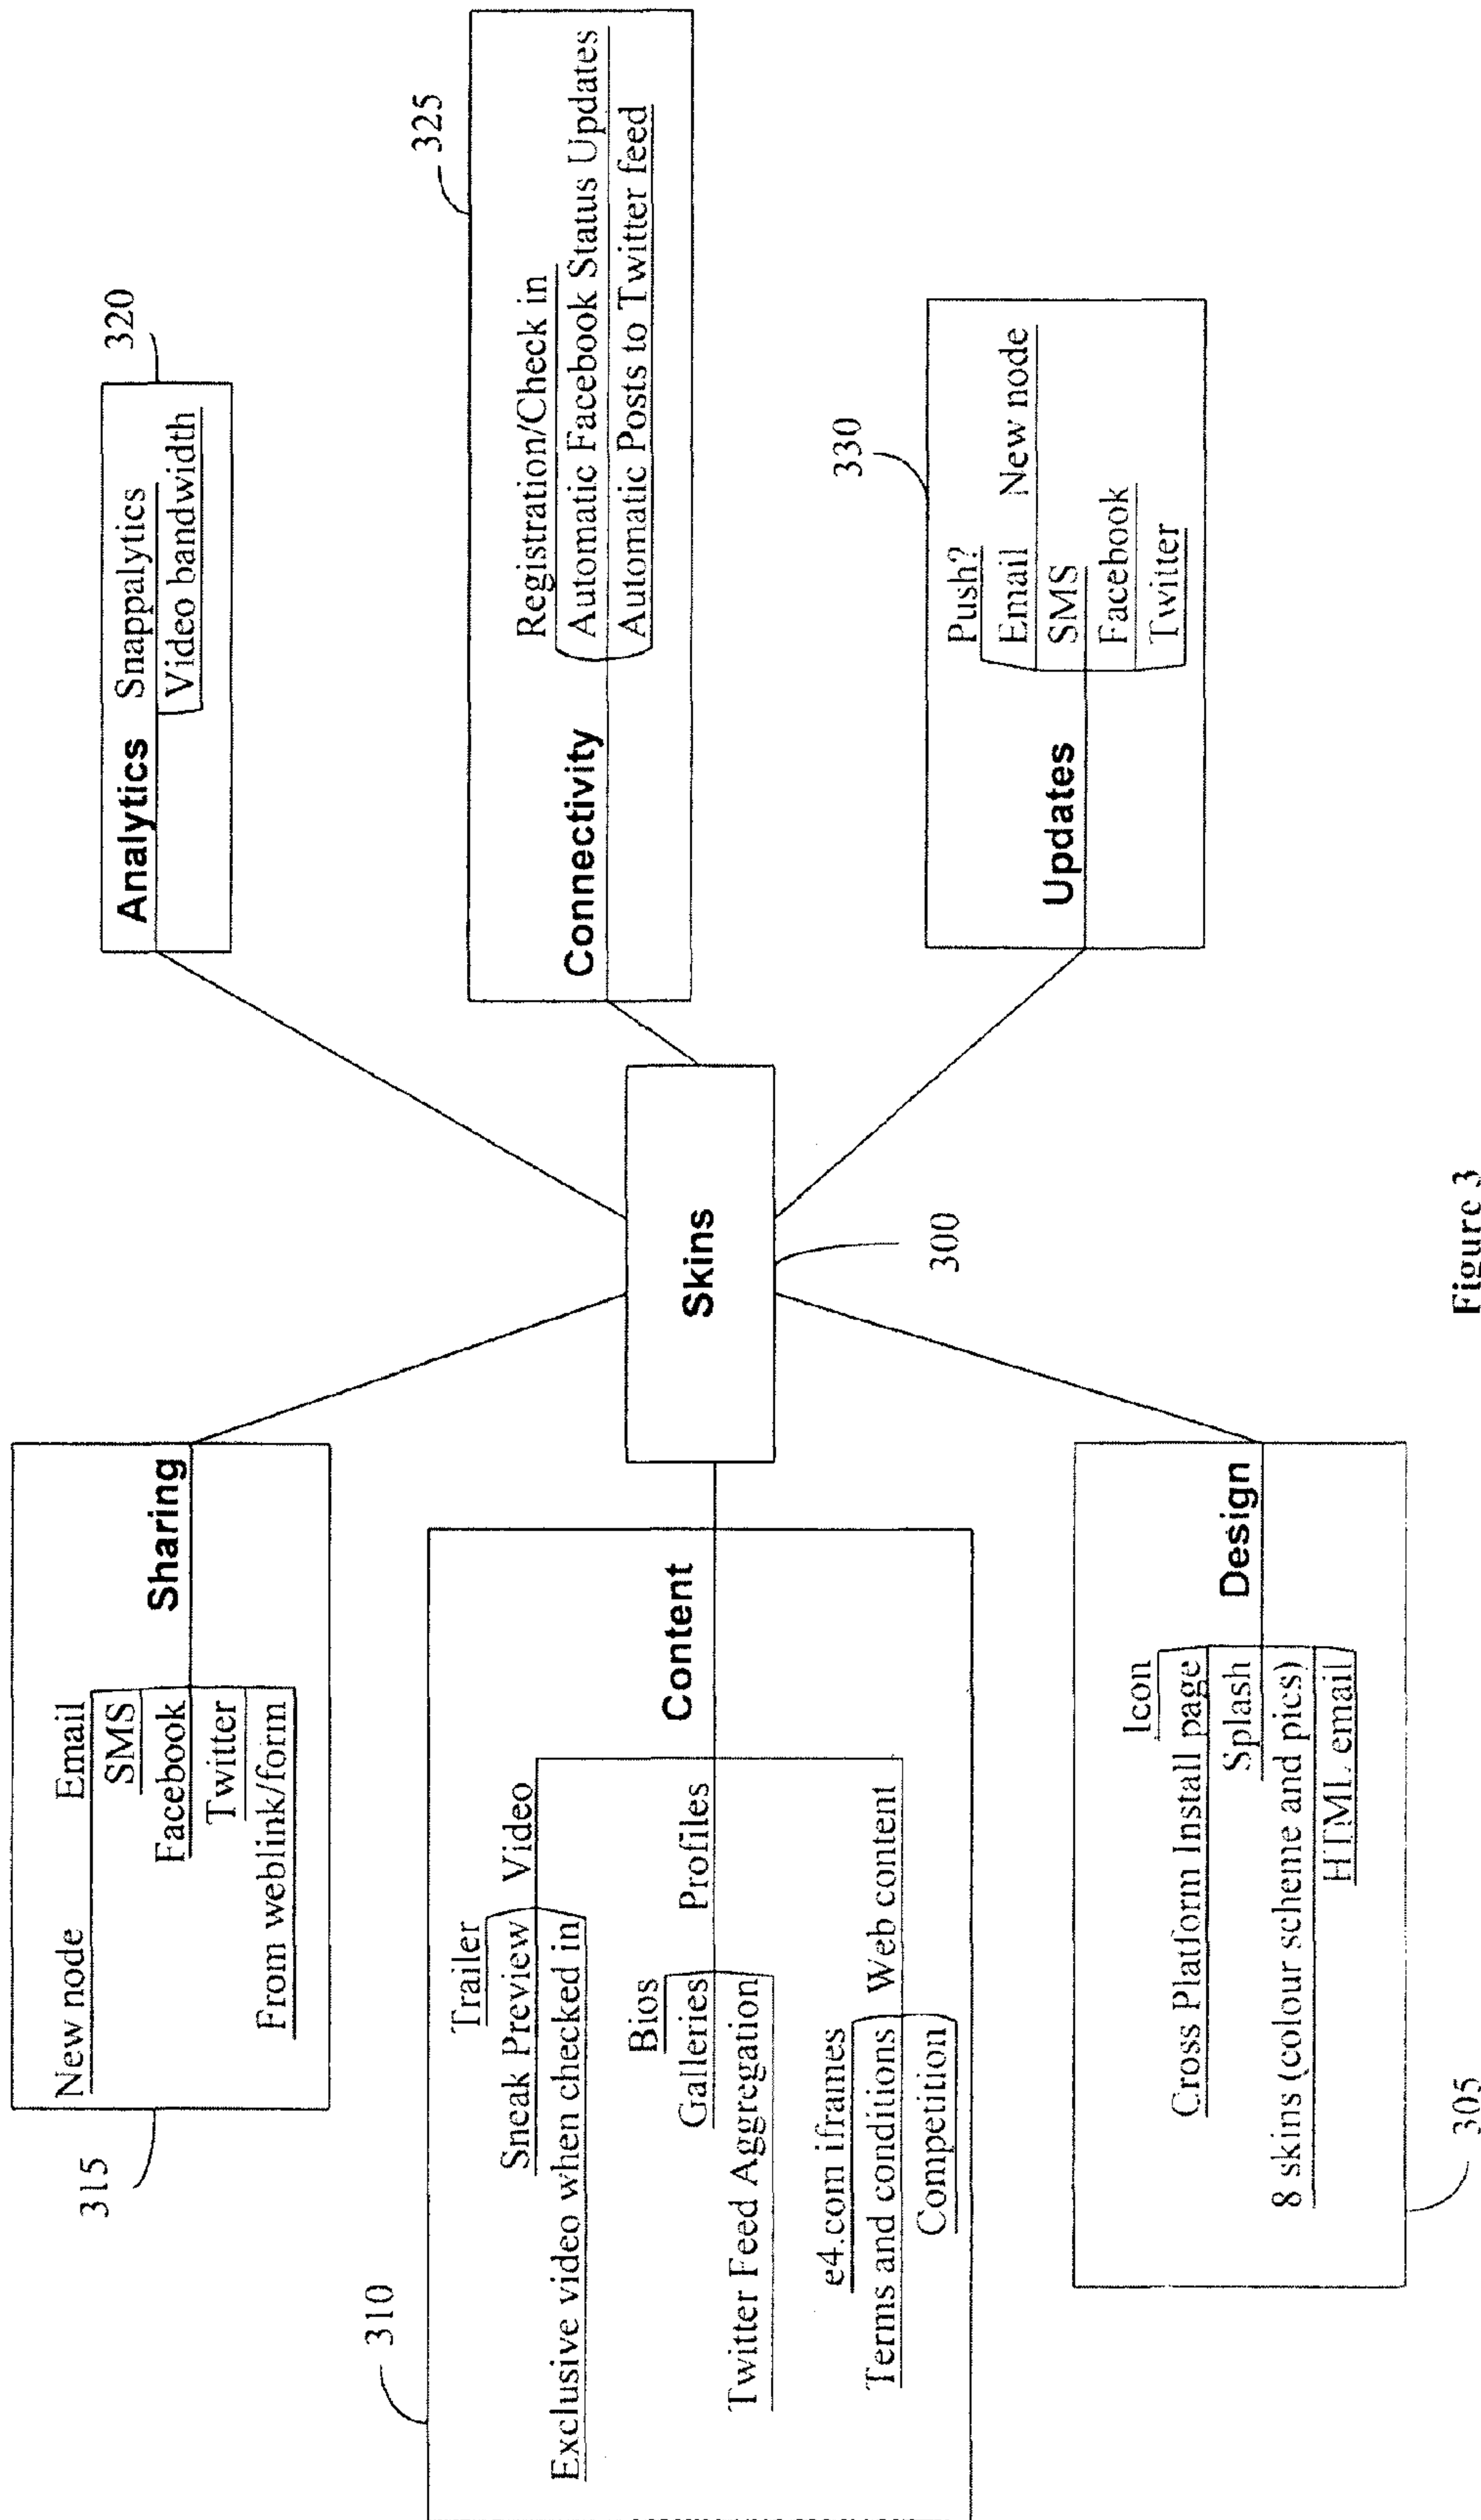 315
New node Email
SMS
Facebook
Twitter
From weblink/form
Sharing
310
Trailer
Sneak Preview Video
Exclusive video when checked in
Bios
Galleries Profiles
Twitter Feed Aggregation
e4.com iframes
Terms and conditions Web content
Competition
Content
Icon
Cross Platform Install page
Splash
8 skins (colour scheme and pics)
HTML email
Design
305
Skins
300
Analytics Snappalytics
Video bandwidth
320
Connectivity
Registration/Check in
Automatic Facebook Status Updates
Automatic Posts to Twitter feed
325
Updates
Push?
Email New node
SMS
Facebook
Twitter
330
Figure 3